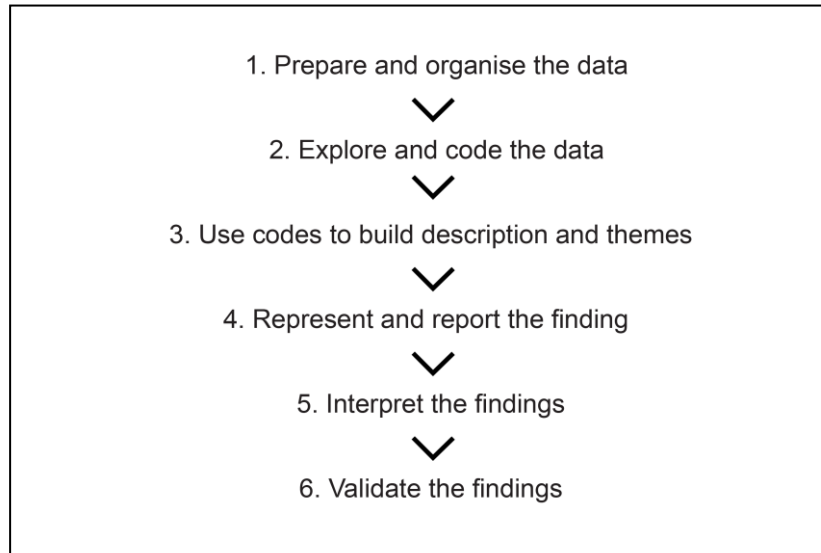 1. Prepare and organise the data
2. Explore and code the data
3. Use codes to build description and themes
4. Represent and report the finding
5. Interpret the findings
6. Validate the findings